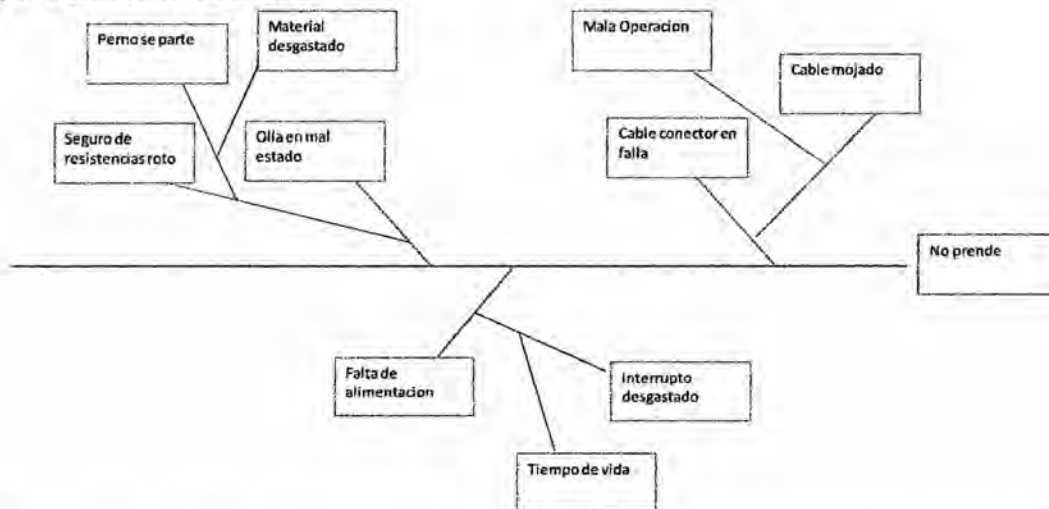 Perno se parte
Material
desgastado
Mala Operacion
Cable mojado
Seguro de
resistencias roto
Olla en mal
estado
Cable conector en
falla
No prende
Falta de
alimentacion
Interrupto
desgastado
Tiempo de vida